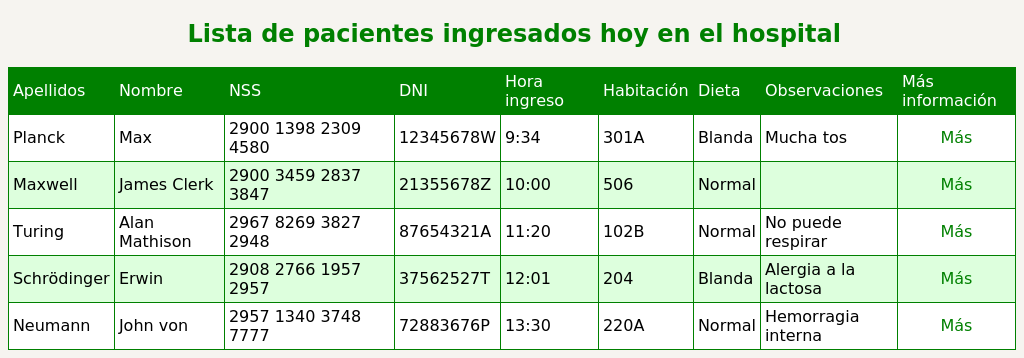 Lista de pacientes ingresados hoy en el hospital
Apellidos Nombre NSS DNI Hora ingreso Habitación Dieta Observaciones Más información
Planck Max 2900 1398 2309 4580 12345678W 9:34 301A Blanda Mucha tos Más
Maxwell James Clerk 2900 3459 2837 3847 21355678Z 10:00 506 Normal Más
Turing Alan Mathison 2967 8269 3827 2948 87654321A 11:20 102B Normal No puede respirar Más
Schrödinger Erwin 2908 2766 1957 2957 37562527T 12:01 204 Blanda Alergia a la lactosa Más
Neumann John von 2957 1340 3748 7777 72883676P 13:30 220A Normal Hemorragia interna Más